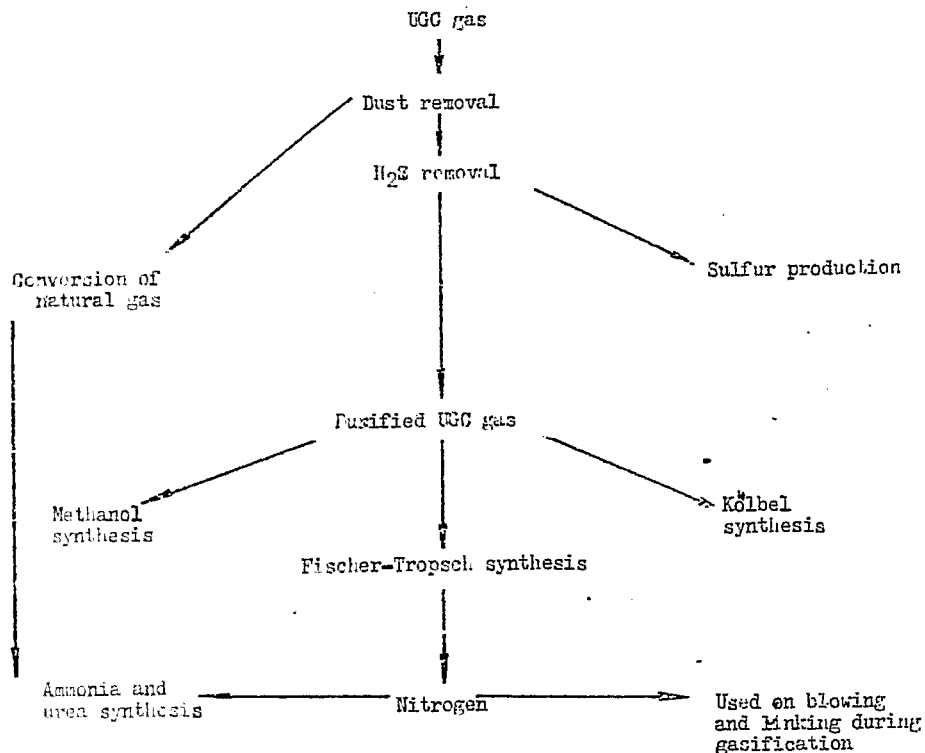 UGC gas
Dust removal
H2S removal
Conversion of
natural gas
Sulfur production
Purified UGC gas
Methanol
synthesis
Kölbel
synthesis
Fischer-Tropsch synthesis
Ammonia and
urea synthesis
Nitrogen
Used on blowing
and during
gasification